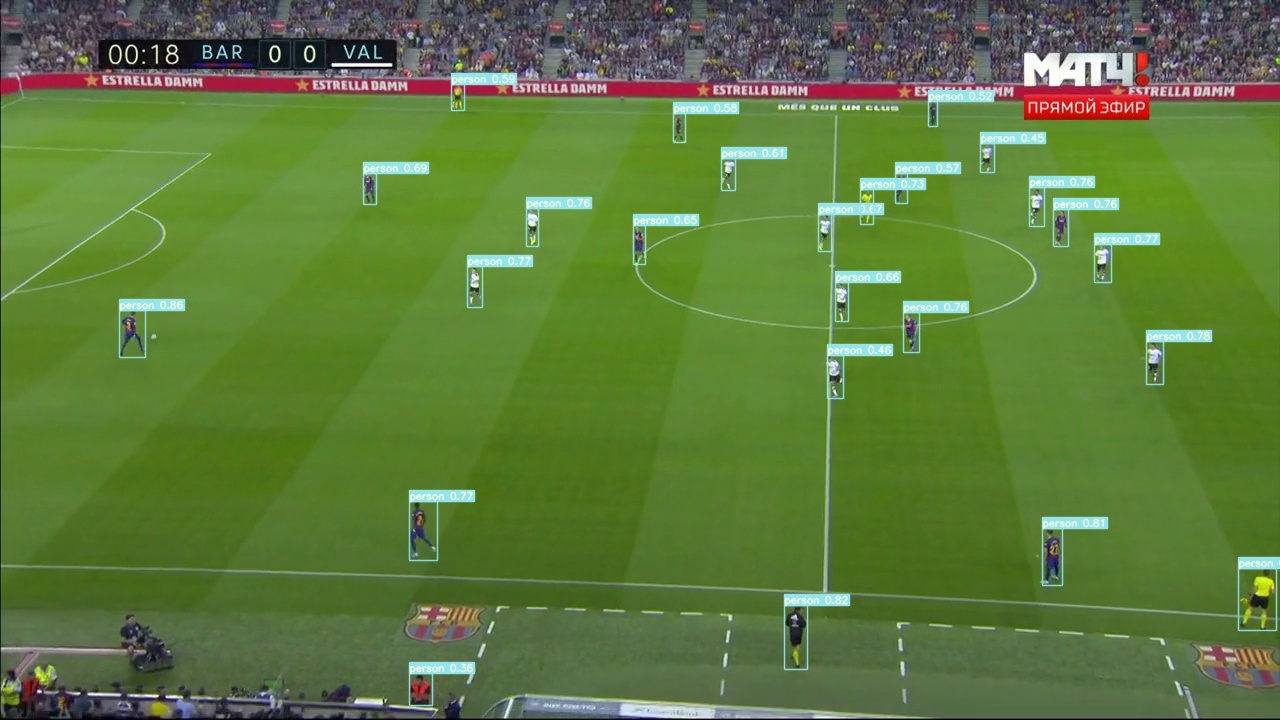 00:18 BAR 0 0 VAL
МАТЧ!
ПРЯМОЙ ЭФИР
person 0.59
ESTRELLA DAMM
ESTRELLA DAMM
ESTRELLA DAMM
ESTRELLA DAMM
ESTRELLA DAMM
person 0.52
person 0.58
MÉS QUE UN CLUB
person 0.45
person 0.61
person 0.69
person 0.57
person 0.73
person 0.76
person 0.76
person 0.76
person 0.67
person 0.65
person 0.77
person 0.77
person 0.66
person 0.86
person 0.76
person 0.78
person 0.46
person 0.77
person 0.81
21
person
person 0.82
person 0.36